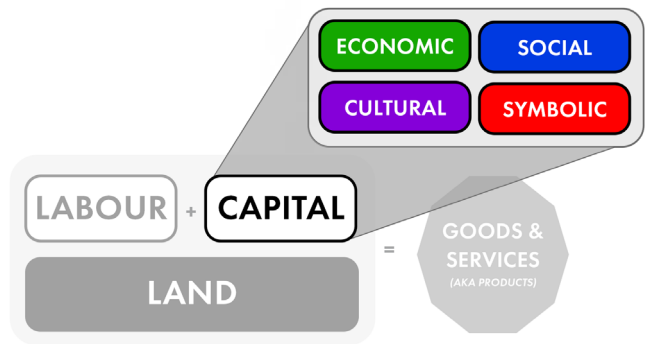 ECONOMIC
SOCIAL
CULTURAL
SYMBOLIC
LABOUR + CAPITAL
=
GOODS &
SERVICES
(AKA PRODUCTS)
LAND